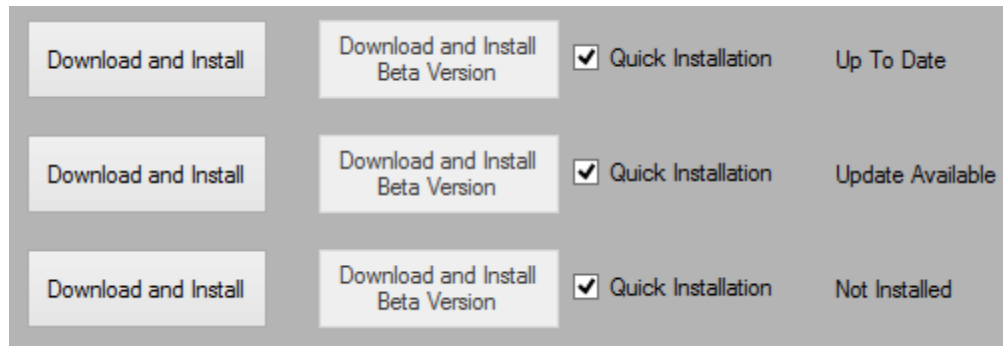 Download and Install
Download and Install
Beta Version
Quick Installation
Up To Date
Download and Install
Download and Install
Beta Version
Quick Installation
Update Available
Download and Install
Download and Install
Beta Version
Quick Installation
Not Installed